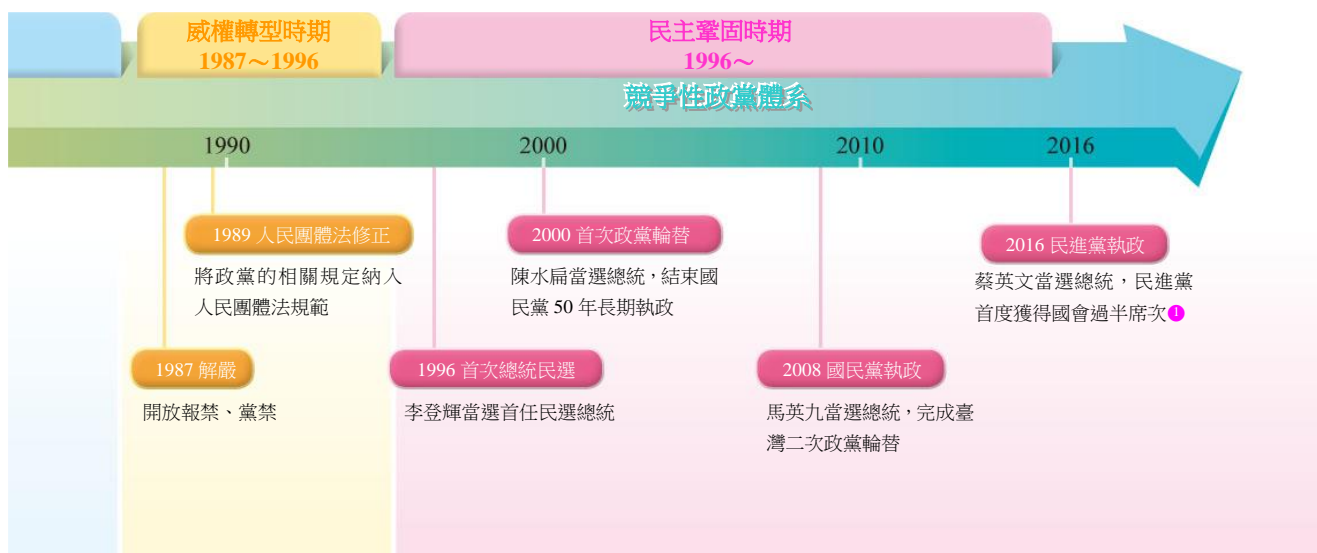 威權轉型時期
1987～1996
民主鞏固時期
1996～
競爭性政黨體系
1990
2000
2010
2016
1989 人民團體法修正
將政黨的相關規定納入
人民團體法規範
2000 首次政黨輪替
陳水扁當選總統，結束國
民黨 50 年長期執政
2016 民進黨執政
蔡英文當選總統，民進黨
首度獲得國會過半席次❶
1987 解嚴
開放報禁、黨禁
1996 首次總統民選
李登輝當選首任民選總統
2008 國民黨執政
馬英九當選總統，完成臺
灣二次政黨輪替